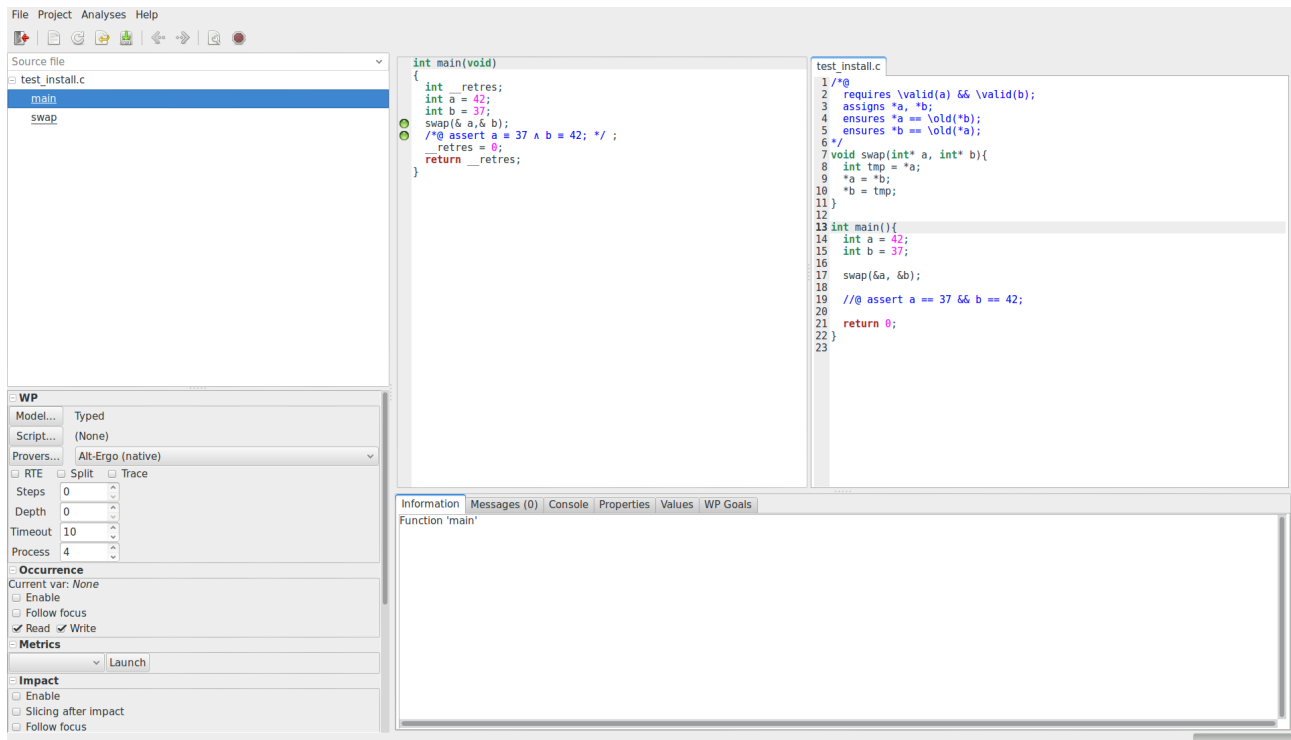 File Project Analyses Help
Source file
test_install.c
main
swap
WP
Model... Typed
Script... (None)
Provers... Alt-Ergo (native)
RTE Split Trace
Steps 0
Depth 0
Timeout 10
Process 4
Occurrence
Current var: None
Enable
Follow focus
Read Write
Metrics
Launch
Impact
Enable
Slicing after impact
Follow focus
int main(void)
{
  int __retres;
  int a = 42;
  int b = 37;
  swap(& a,& b);
  /*@ assert a ≡ 37 ∧ b ≡ 42; */ ;
  __retres = 0;
  return __retres;
}
test_install.c
1 /*@
2   requires \valid(a) && \valid(b);
3   assigns *a, *b;
4   ensures *a == \old(*b);
5   ensures *b == \old(*a);
6 */
7 void swap(int* a, int* b){
8   int tmp = *a;
9   *a = *b;
10   *b = tmp;
11 }
12
13 int main(){
14   int a = 42;
15   int b = 37;
16
17   swap(&a, &b);
18
19   //@ assert a == 37 && b == 42;
20
21   return 0;
22 }
23
Information Messages (0) Console Properties Values WP Goals
Function 'main'